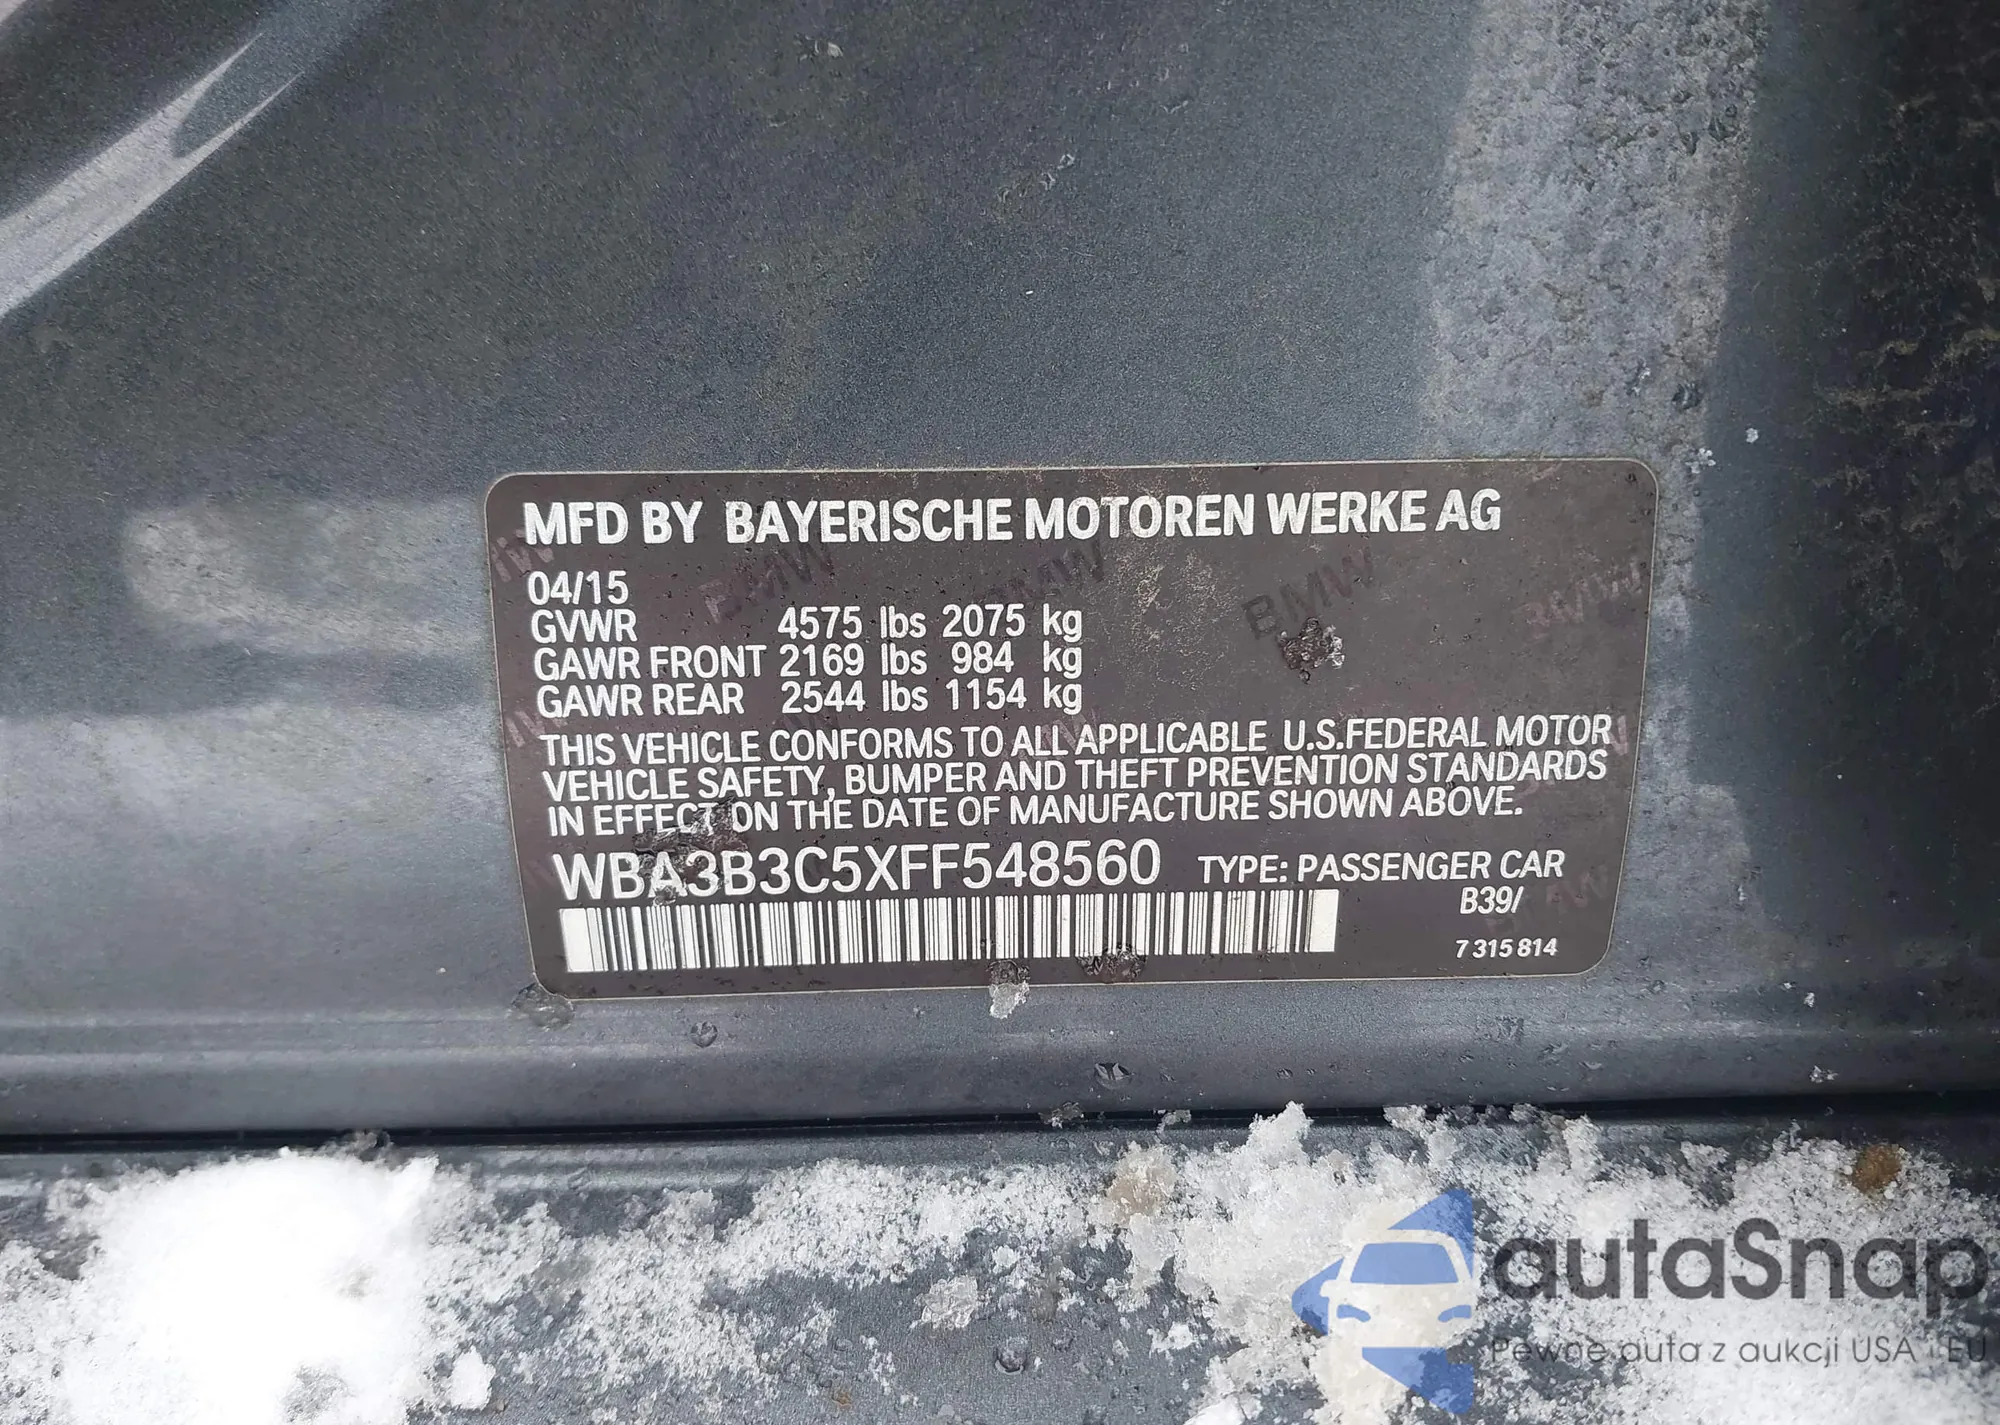 MFD BY BAYERISCHE MOTOREN WERKE AG
04/15
GVWR 4575 lbs 2075 kg
GAWR FRONT 2169 lbs 984 kg
GAWR REAR 2544 lbs 1154 kg
THIS VEHICLE CONFORMS TO ALL APPLICABLE U.S.FEDERAL MOTOR
VEHICLE SAFETY, BUMPER AND THEFT PREVENTION STANDARDS
IN EFFECT ON THE DATE OF MANUFACTURE SHOWN ABOVE.
WBA3B3C5XFF548560 TYPE: PASSENGER CAR
B39/
7 315 814
autaSnap
Pewne auta z aukcji USA i EU